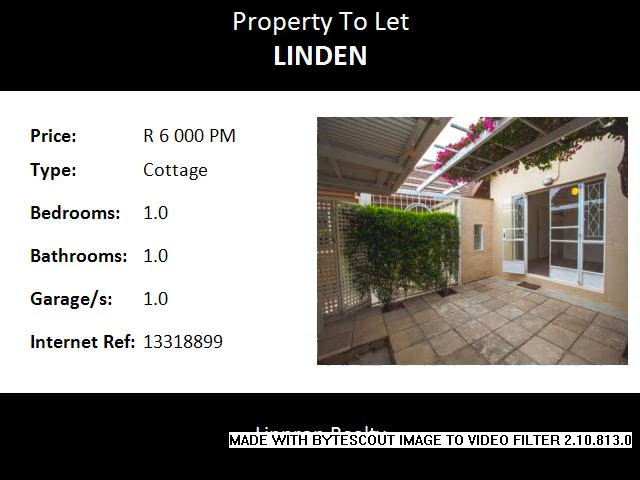 Property To Let
LINDEN
Price: R 6 000 PM
Type: Cottage
Bedrooms: 1.0
Bathrooms: 1.0
Garage/s: 1.0
Internet Ref: 13318899
Realty
MADE WITH BYTESCOUT IMAGE TO VIDEO FILTER 2.10.813.0